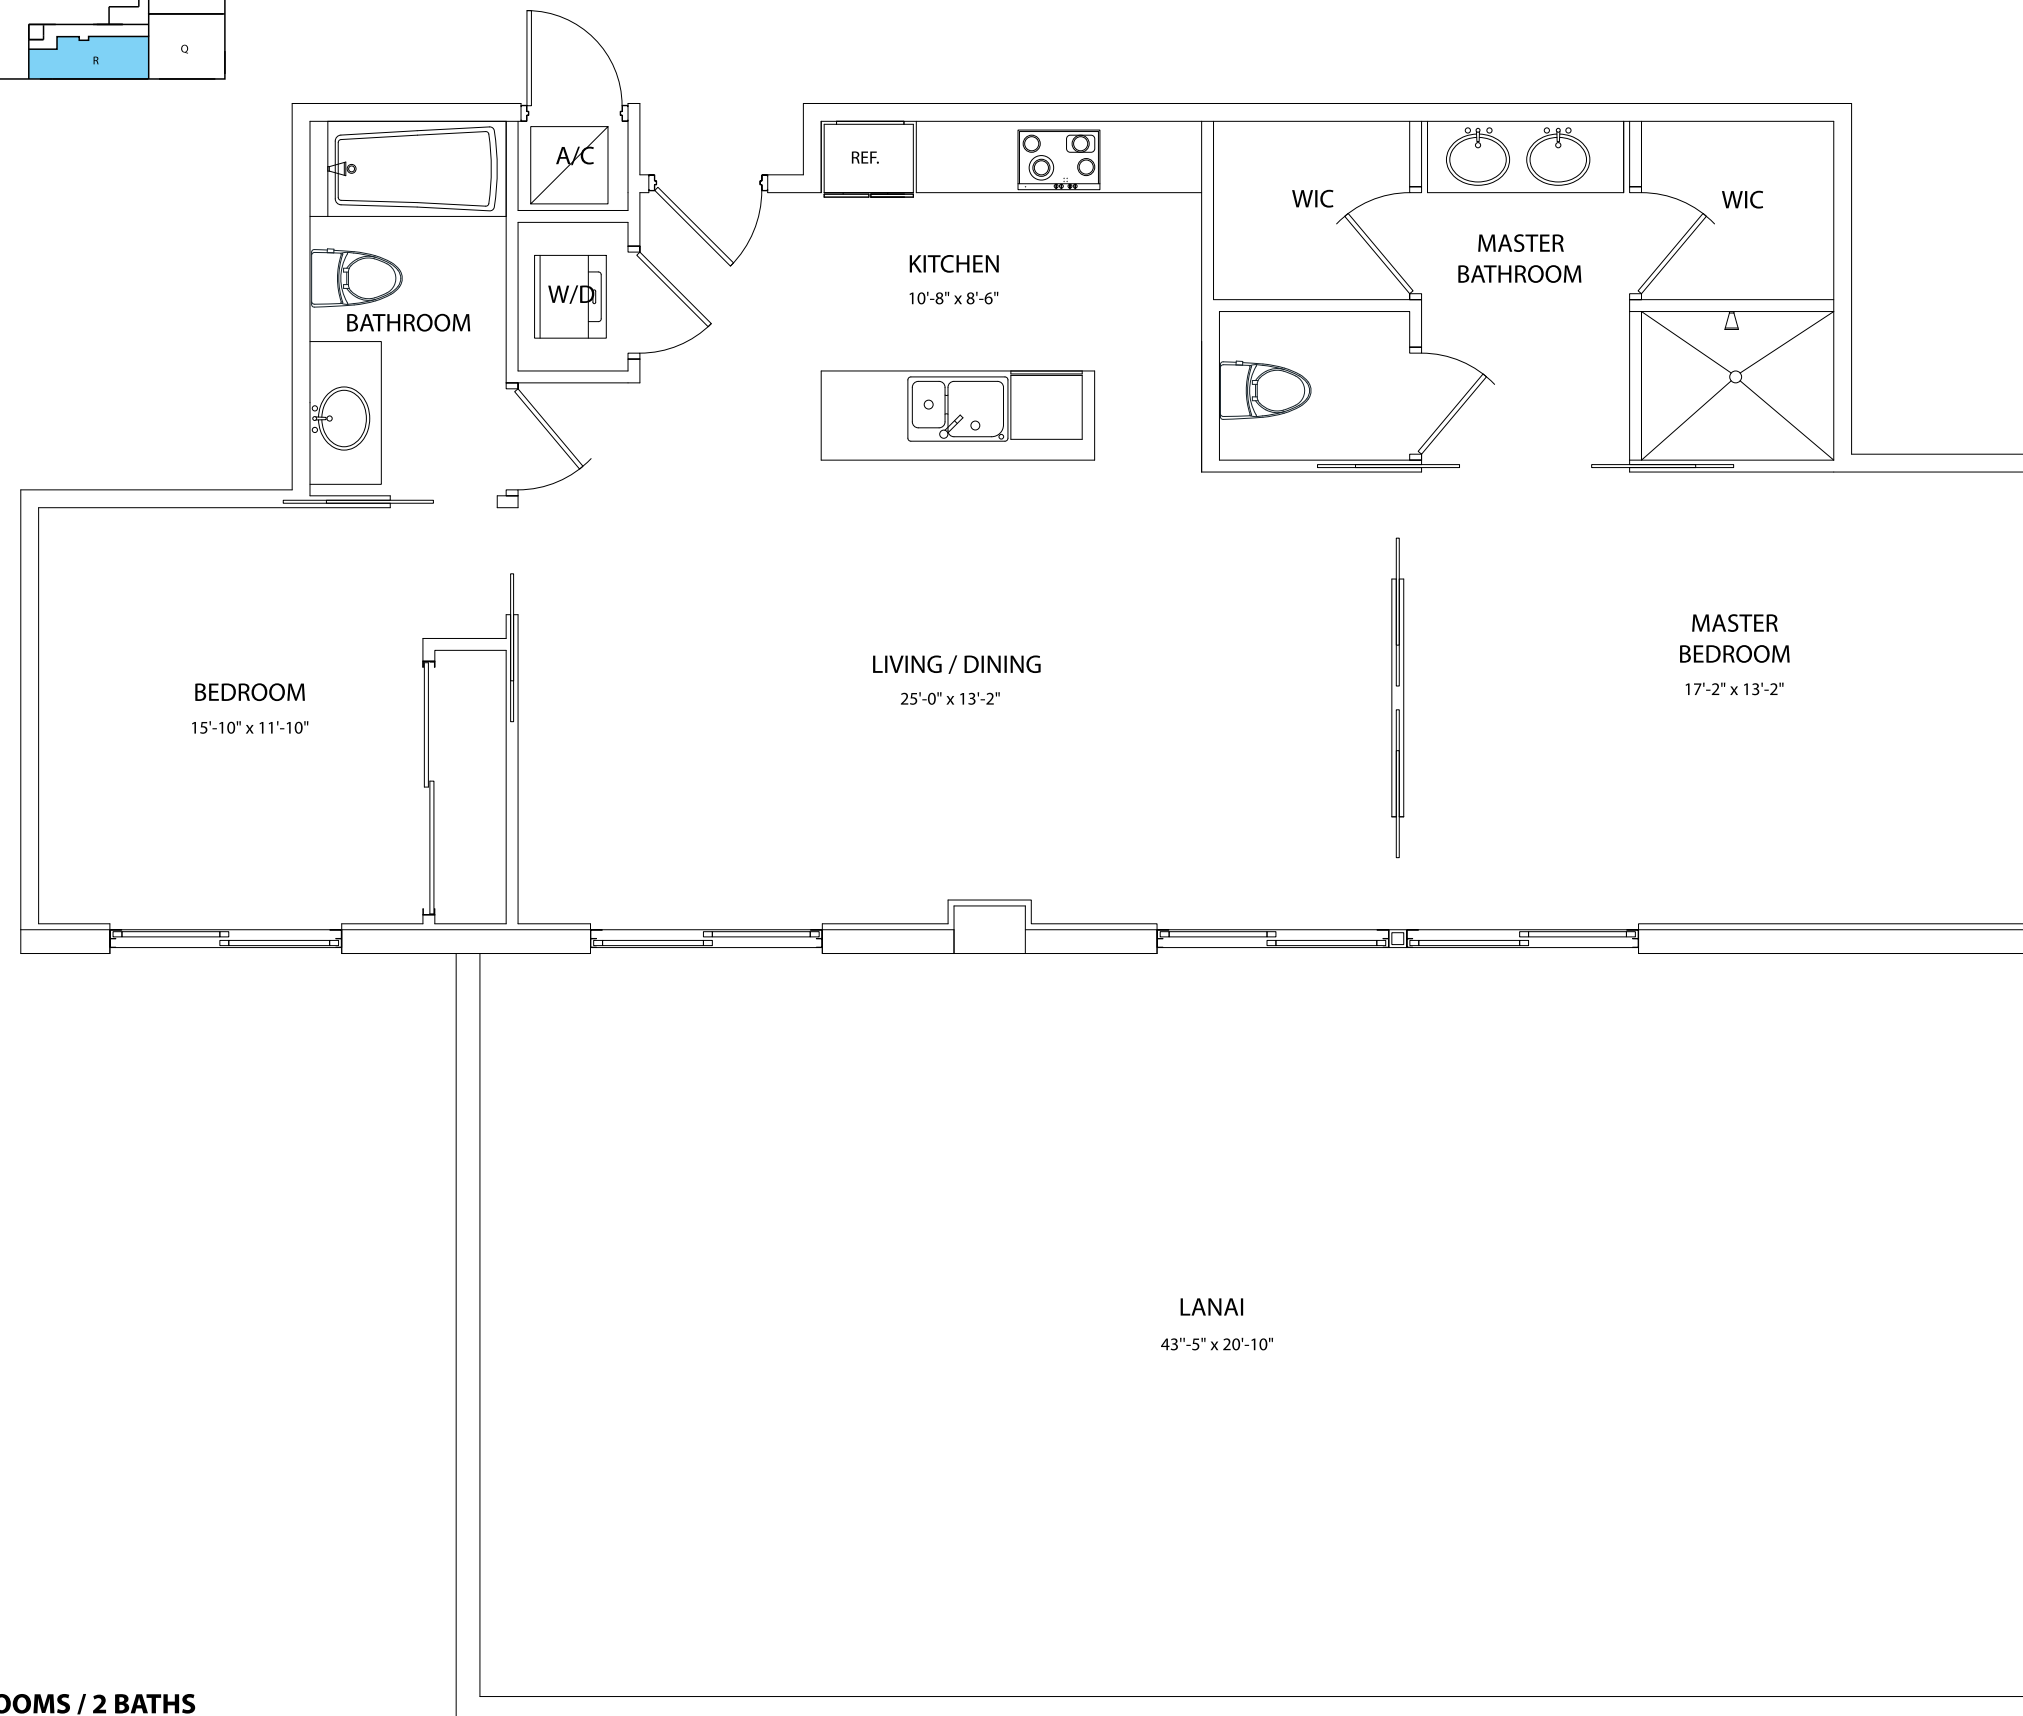 Q
R
A/C
REF.
WIC
WIC
MASTER
BATHROOM
KITCHEN
10'-8" x 8'-6"
W/D
BATHROOM
MASTER
BEDROOM
17'-2" x 13'-2"
LIVING / DINING
25'-0" x 13'-2"
BEDROOM
15'-10" x 11'-10"
LANAI
43''-5" x 20'-10"
OOMS / 2 BATHS